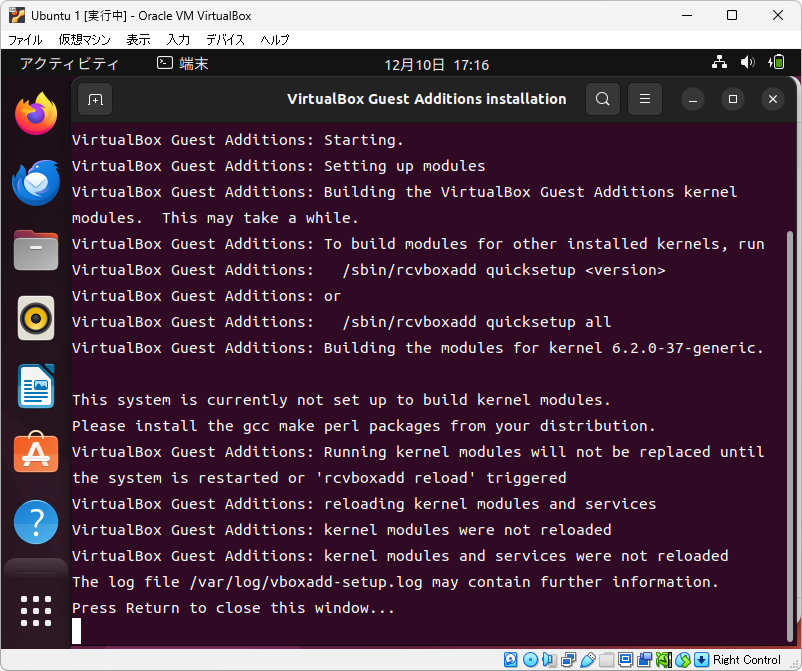 Ubuntu 1 [実行中] - Oracle VM VirtualBox
ファイル 仮想マシン 表示 入力 デバイス ヘルプ
アクティビティ 端末 12月10日 17:16
VirtualBox Guest Additions installation
VirtualBox Guest Additions: Starting.
VirtualBox Guest Additions: Setting up modules
VirtualBox Guest Additions: Building the VirtualBox Guest Additions kernel
modules.  This may take a while.
VirtualBox Guest Additions: To build modules for other installed kernels, run
VirtualBox Guest Additions:   /sbin/rcvboxadd quicksetup <version>
VirtualBox Guest Additions: or
VirtualBox Guest Additions:   /sbin/rcvboxadd quicksetup all
VirtualBox Guest Additions: Building the modules for kernel 6.2.0-37-generic.
This system is currently not set up to build kernel modules.
Please install the gcc make perl packages from your distribution.
VirtualBox Guest Additions: Running kernel modules will not be replaced until
the system is restarted or 'rcvboxadd reload' triggered
VirtualBox Guest Additions: reloading kernel modules and services
VirtualBox Guest Additions: kernel modules were not reloaded
VirtualBox Guest Additions: kernel modules and services were not reloaded
The log file /var/log/vboxadd-setup.log may contain further information.
Press Return to close this window...
Right Control